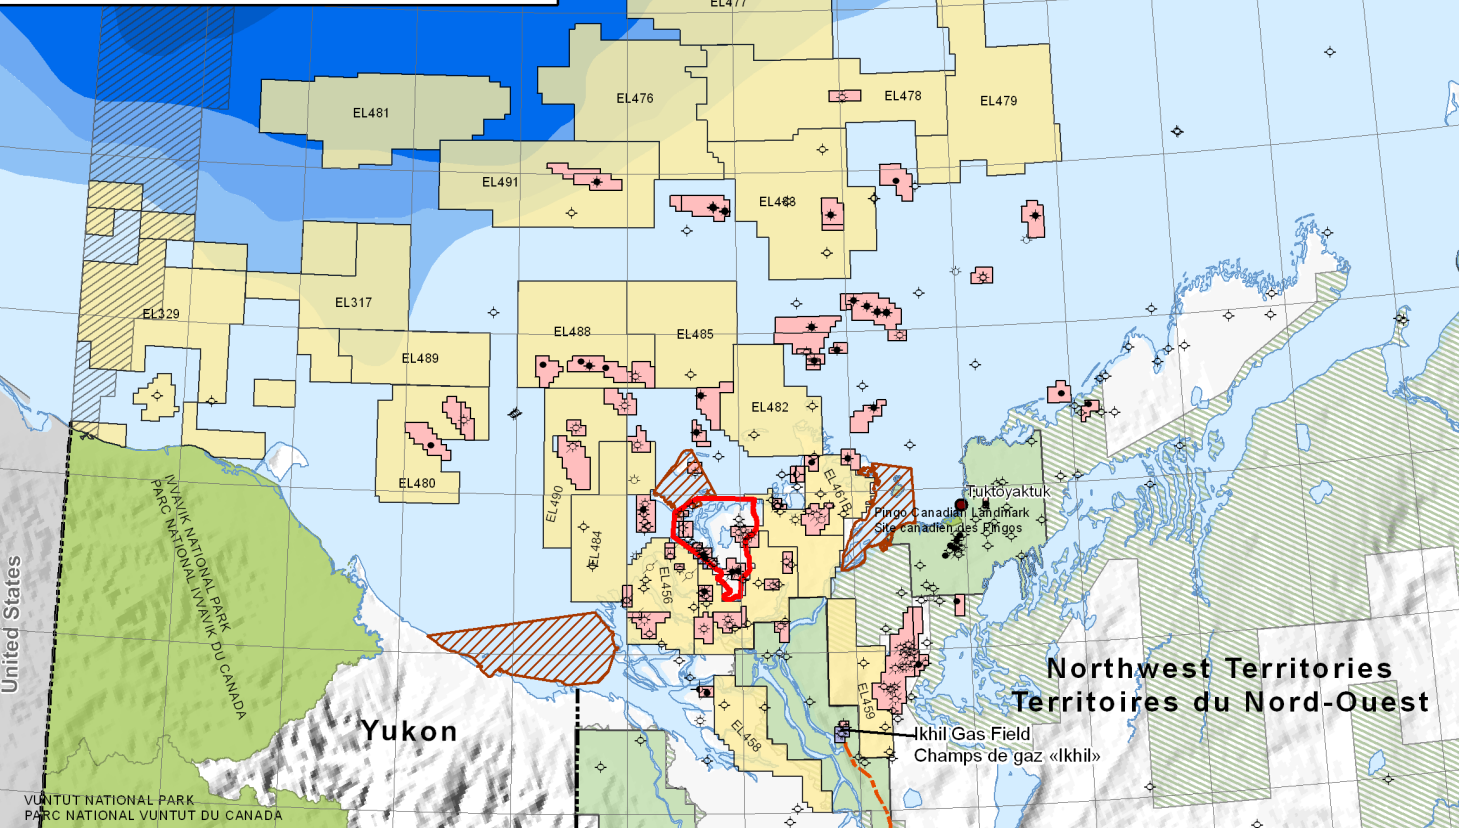 EL477
EL481
EL476
EL478
EL479
EL491
EL463
EL329
EL317
EL488
EL485
EL489
EL482
EL480
EL490
EL461B
EL484
EL456
Tuktoyaktuk
Pingo Canadian Landmark
Site canadien des Pingos
IVVAVIK NATIONAL PARK
PARC NATIONAL IVVAVIK DU CANADA
United States
Northwest Territories
Territoires du Nord-Ouest
EL459
EL458
Yukon
Ikhil Gas Field
Champs de gaz «Ikhil»
VUNTUT NATIONAL PARK
PARC NATIONAL VUNTUT DU CANADA